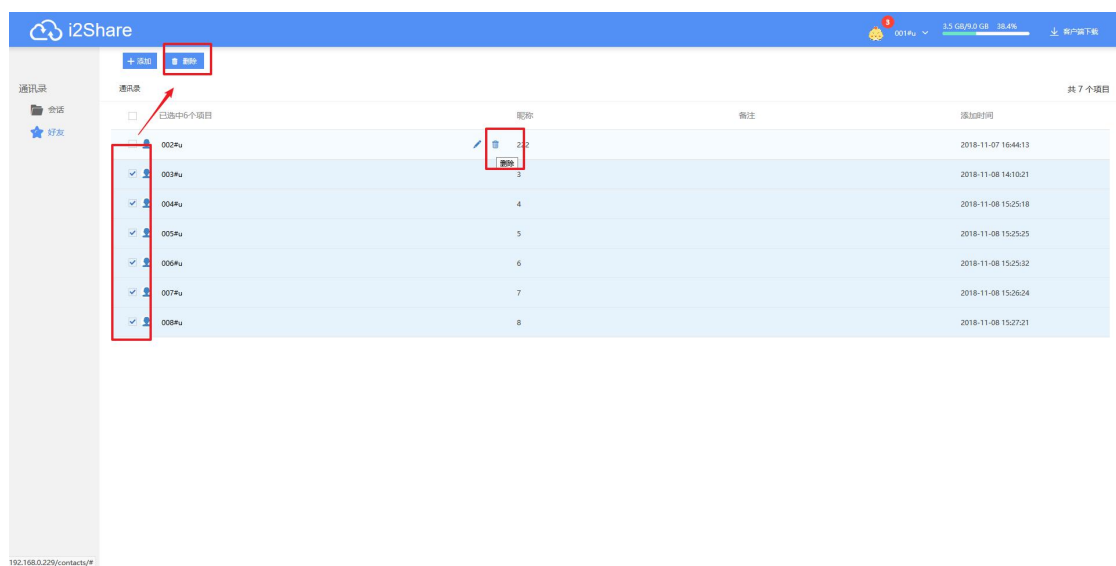 i2Share
3 001#u 3.5 GB/9.0 GB 38.4% 客户端下载
+ 添加 删除
通讯录
会话
好友
通讯录 共 7 个项目
已选中6个项目 昵称 备注 添加时间
002#u 222 2018-11-07 16:44:13
删除
003#u 3 2018-11-08 14:10:21
004#u 4 2018-11-08 15:25:18
005#u 5 2018-11-08 15:25:25
006#u 6 2018-11-08 15:25:32
007#u 7 2018-11-08 15:26:24
008#u 8 2018-11-08 15:27:21
192.168.0.229/contacts/#